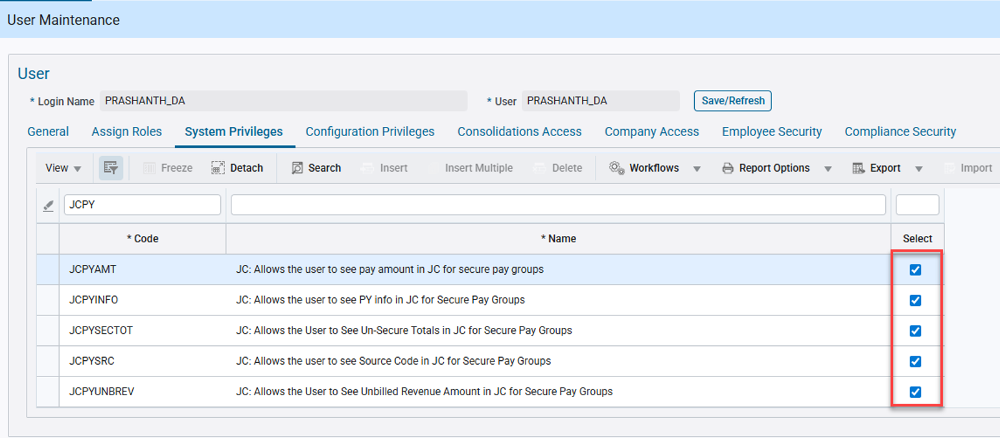 User Maintenance
User
* Login Name PRASHANTH_DA * User PRASHANTH_DA Save/Refresh
General Assign Roles System Privileges Configuration Privileges Consolidations Access Company Access Employee Security Compliance Security
View Freeze Detach Search Insert Insert Multiple Delete Workflows Report Options Export Import
JCPY
* Code * Name Select
JCPYAMT JC: Allows the user to see pay amount in JC for secure pay groups
JCPYINFO JC: Allows the user to see PY info in JC for Secure Pay Groups
JCPYSECTOT JC: Allows the User to See Un-Secure Totals in JC for Secure Pay Groups
JCPYSRC JC: Allows the user to see Source Code in JC for Secure Pay Groups
JCPYUNBREV JC: Allows the User to See Unbilled Revenue Amount in JC for Secure Pay Groups